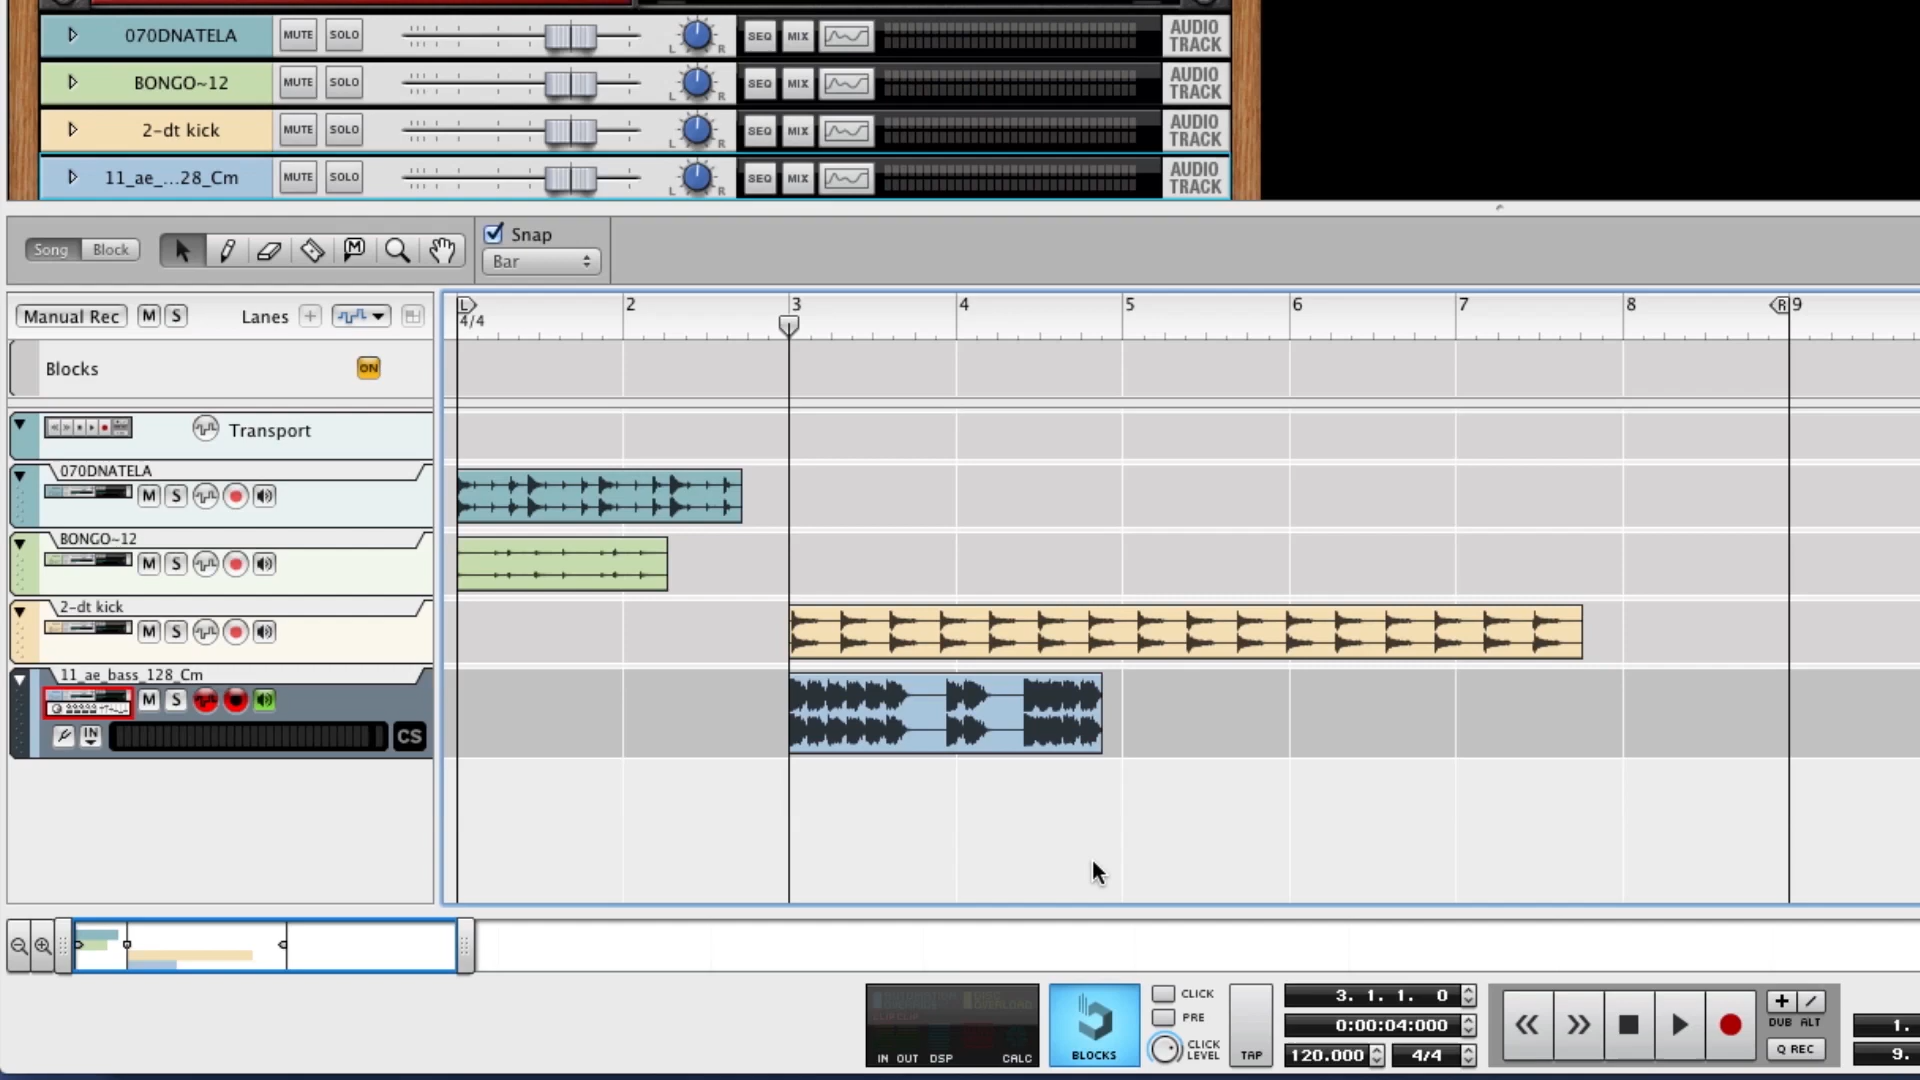 070DNATELA MUTE SOLO L R SEQ MIX AUDIO TRACK
BONGO~12 MUTE SOLO L R SEQ MIX AUDIO TRACK
2-dt kick MUTE SOLO L R SEQ MIX AUDIO TRACK
11_ae_...28_Cm MUTE SOLO L R SEQ MIX AUDIO TRACK
Song Block M Snap
Bar
Manual Rec M S Lanes + L 2 3 4 5 6 7 8 R 9
4/4
Blocks ON
Transport
070DNATELA
M S
BONGO~12
M S
2-dt kick
M S
11_ae_bass_128_Cm
M S
IN CS
CLICK 3. 1. 1. 0
PRE 0:00:04:000 DUB ALT 1.
CLICK LEVEL
IN OUT DSP CALC BLOCKS TAP 120.000 4/4 Q REC 9.